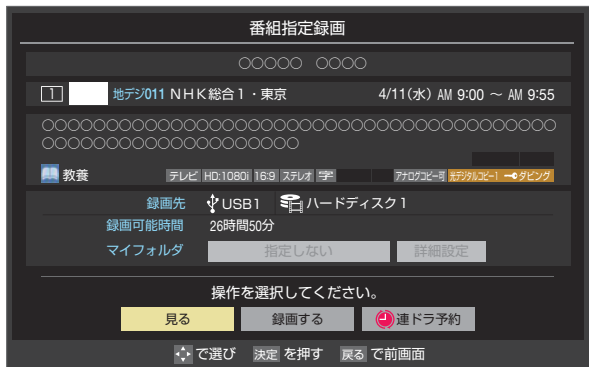 番組指定録画
○○○○○ ○○○○
1 地デジ011 NHK総合1・東京 4/11(水) AM 9:00 ～ AM 9:55
○○○○○○○○○○○○○○○○○○○○○○○○○○○○○○○○○○○○○○○○
○○○○○○○○○○○○○○○○○○○○
教養 テレビ HD:1080i 16:9 ステレオ 字 アナログコピー可 光デジタルコピー1 ダビング
録画先 USB1 ハードディスク1
録画可能時間 26時間50分
マイフォルダ 指定しない 詳細設定
操作を選択してください。
見る 録画する 連ドラ予約
で選び 決定 を押す 戻る で前画面